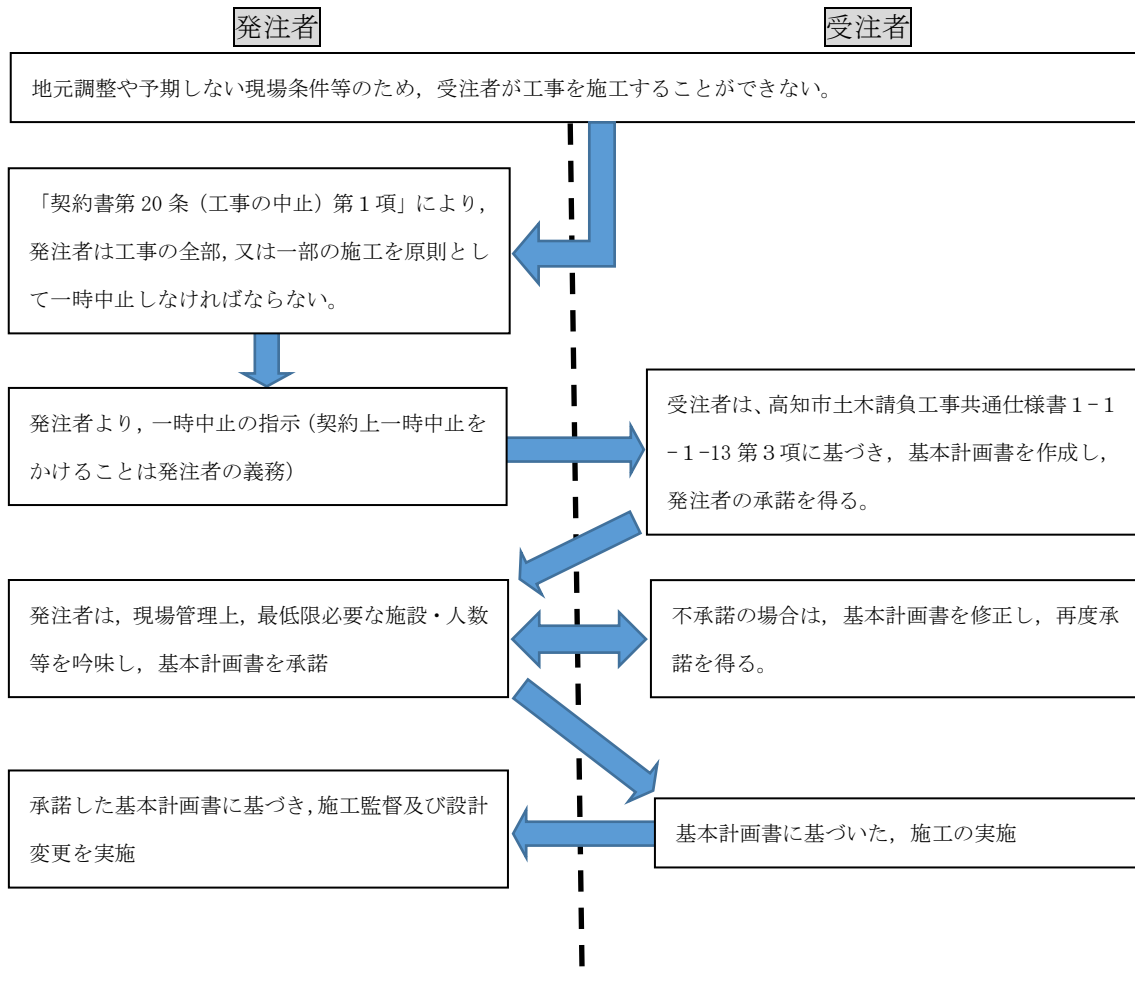 発注者
受注者
地元調整や予期しない現場条件等のため，受注者が工事を施工することができない。
「契約書第 20 条（工事の中止）第１項」により，
発注者は工事の全部，又は一部の施工を原則とし
て一時中止しなければならない。
発注者より，一時中止の指示（契約上一時中止を
かけることは発注者の義務）
受注者は、高知市土木請負工事共通仕様書１-１
-１-13 第３項に基づき，基本計画書を作成し，
発注者の承諾を得る。
発注者は，現場管理上，最低限必要な施設・人数
等を吟味し，基本計画書を承諾
不承諾の場合は，基本計画書を修正し，再度承
諾を得る。
承諾した基本計画書に基づき，施工監督及び設計
変更を実施
基本計画書に基づいた，施工の実施